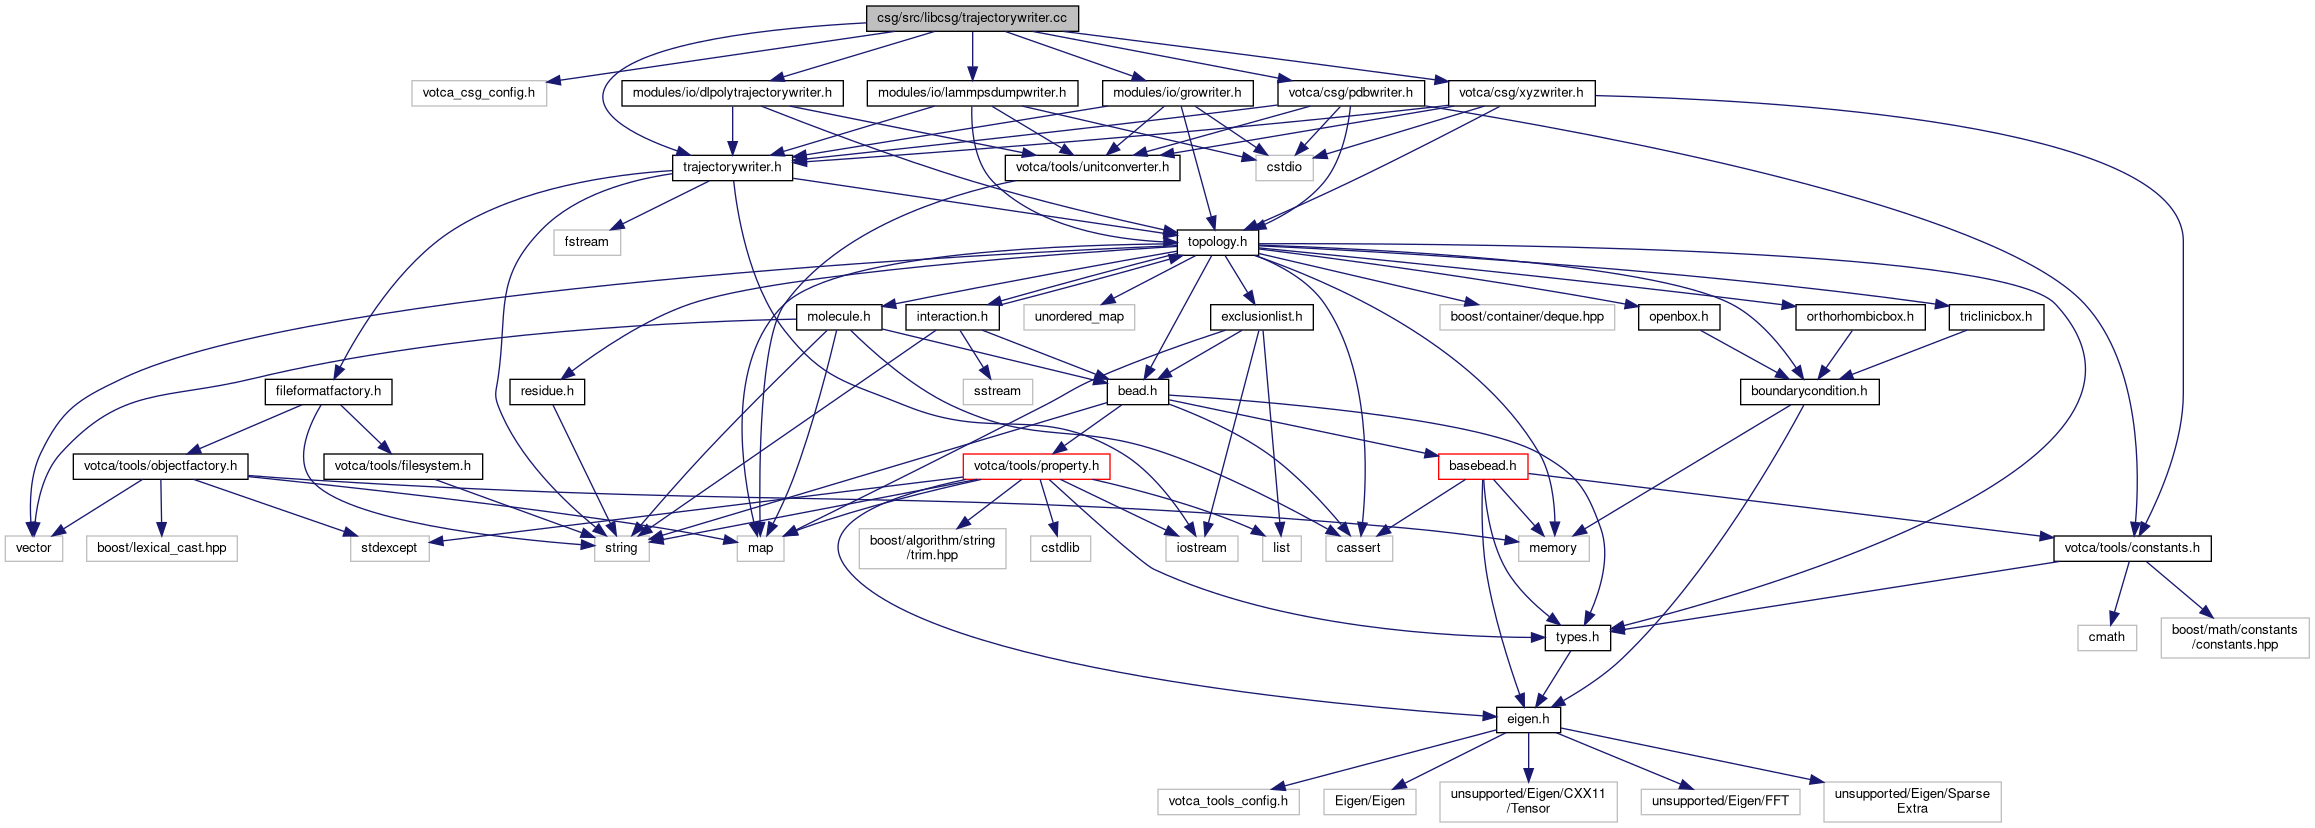 csg/src/libcsg/trajectorywriter.cc
votca_csg_config.h
modules/io/dlpolytrajectorywriter.h
modules/io/lammpsdumpwriter.h
modules/io/growriter.h
votca/csg/pdbwriter.h
votca/csg/xyzwriter.h
trajectorywriter.h
votca/tools/unitconverter.h
cstdio
fstream
topology.h
molecule.h
interaction.h
unordered_map
exclusionlist.h
boost/container/deque.hpp
openbox.h
orthorhombicbox.h
triclinicbox.h
fileformatfactory.h
residue.h
sstream
bead.h
boundarycondition.h
votca/tools/objectfactory.h
votca/tools/filesystem.h
votca/tools/property.h
basebead.h
vector
boost/lexical_cast.hpp
stdexcept
string
map
boost/algorithm/string
/trim.hpp
cstdlib
iostream
list
cassert
memory
votca/tools/constants.h
types.h
cmath
boost/math/constants
/constants.hpp
eigen.h
votca_tools_config.h
Eigen/Eigen
unsupported/Eigen/CXX11
/Tensor
unsupported/Eigen/FFT
unsupported/Eigen/Sparse
Extra